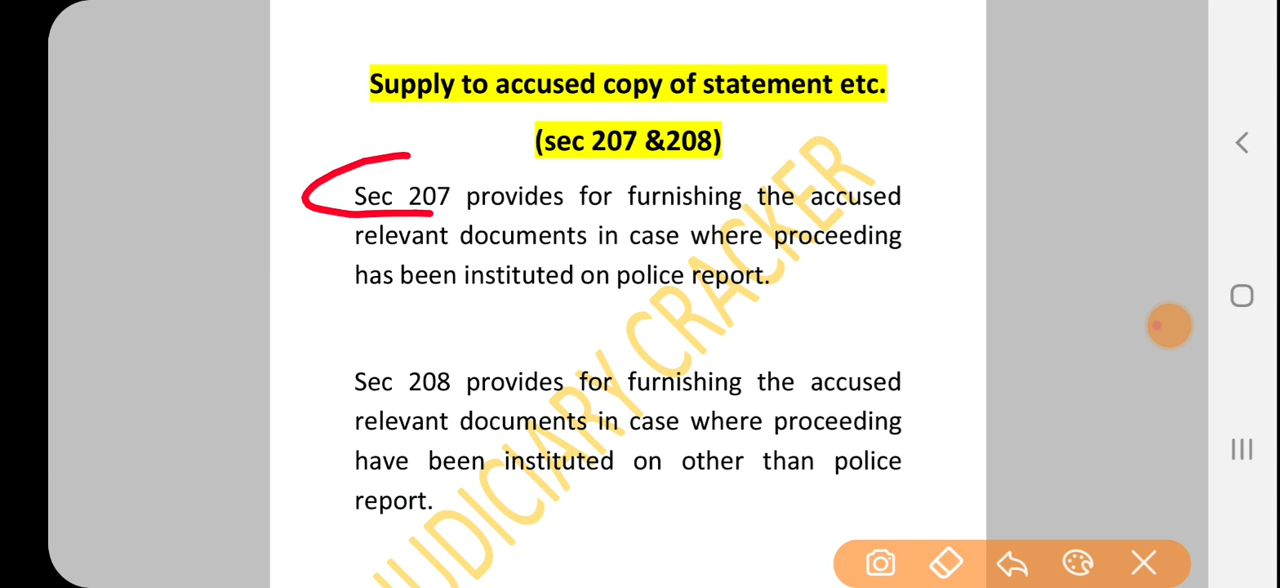 Supply to accused copy of statement etc.
(sec 207 &208)
Sec 207 provides for furnishing the accused
relevant documents in case where proceeding
has been instituted on police report.
Sec 208 provides for furnishing the accused
relevant documents in case where proceeding
have been instituted on other than police
report.
JUDICIARY CRACKER